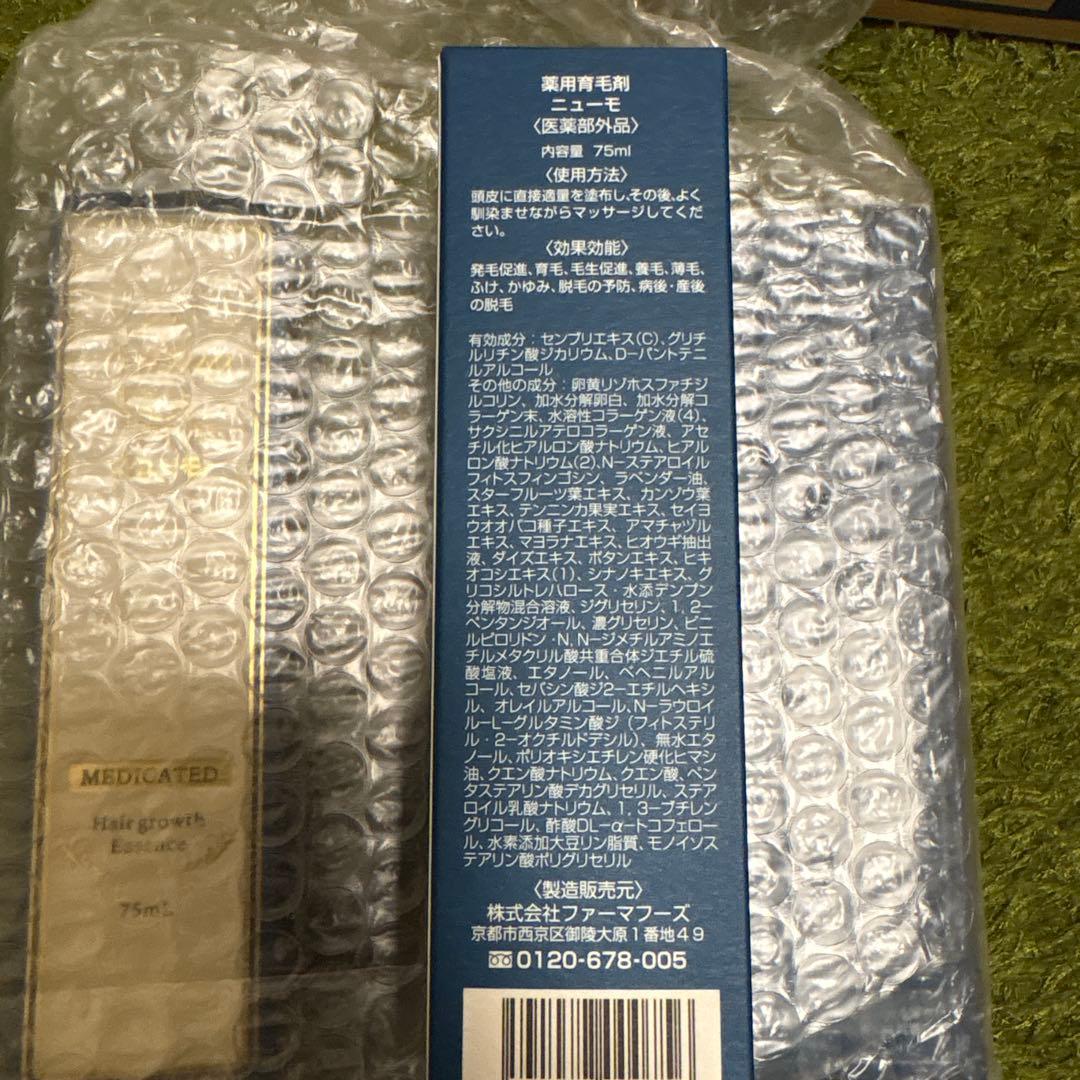 薬用育毛剤
ニューモ
〈医薬部外品〉
内容量 75ml
〈使用方法〉
頭皮に直接適量を塗布し、その後、よく
馴染ませながらマッサージしてくだ
さい。
〈効果効能〉
発毛促進、育毛、毛生促進、養毛、薄毛、
ふけ、かゆみ、脱毛の予防、病後・産後
の脱毛
有効成分：センブリエキス(C)、グリチ
ルリチン酸ジカリウム、D-パントテニ
ルアルコール
その他の成分：卵黄リゾホスファチジ
ルコリン、加水分解卵白、加水分解コ
ラーゲン末、水溶性コラーゲン液(4)、
サクシニルアテロコラーゲン液、アセ
チル化ヒアルロン酸ナトリウム、ヒアル
ロン酸ナトリウム(2)、N-ステアロイル
フィトスフィンゴシン、ラベンダー油、
スターフルーツ葉エキス、カンゾウ葉
エキス、テンニンカ果実エキス、セイヨ
ウオオバコ種子エキス、アマチャヅル
エキス、マヨラナエキス、ヒオウギ抽出
液、ダイズエキス、ボタンエキス、ヒキ
オコシエキス(1)、シナノキエキス、グ
リコシルトレハロース・水添デンプン
分解物混合溶液、ジグリセリン、1,2-
ペンタンジオール、濃グリセリン、ビニ
ルピロリドン・N,N-ジメチルアミノエ
チルメタクリル酸共重合体ジエチル硫
酸塩液、エタノール、ベヘニルアル
コール、セバシン酸ジ2-エチルヘキシ
ル、オレイルアルコール、N-ラウロイ
ル-L-グルタミン酸ジ(フィトステリ
ル・2-オクチルドデシル)、無水エタ
ノール、ポリオキシエチレン硬化ヒマシ
油、クエン酸ナトリウム、クエン酸、ペン
タステアリン酸デカグリセリル、ステア
ロイル乳酸ナトリウム、1,3-ブチレン
グリコール、酢酸DL-α-トコフェロー
ル、水素添加大豆リン脂質、モノイソス
テアリン酸ポリグリセリル
〈製造販売元〉
株式会社ファーマフーズ
京都市西京区御陵大原1番地49
0120-678-005
MEDICATED
Hair growth
Essence
75mL